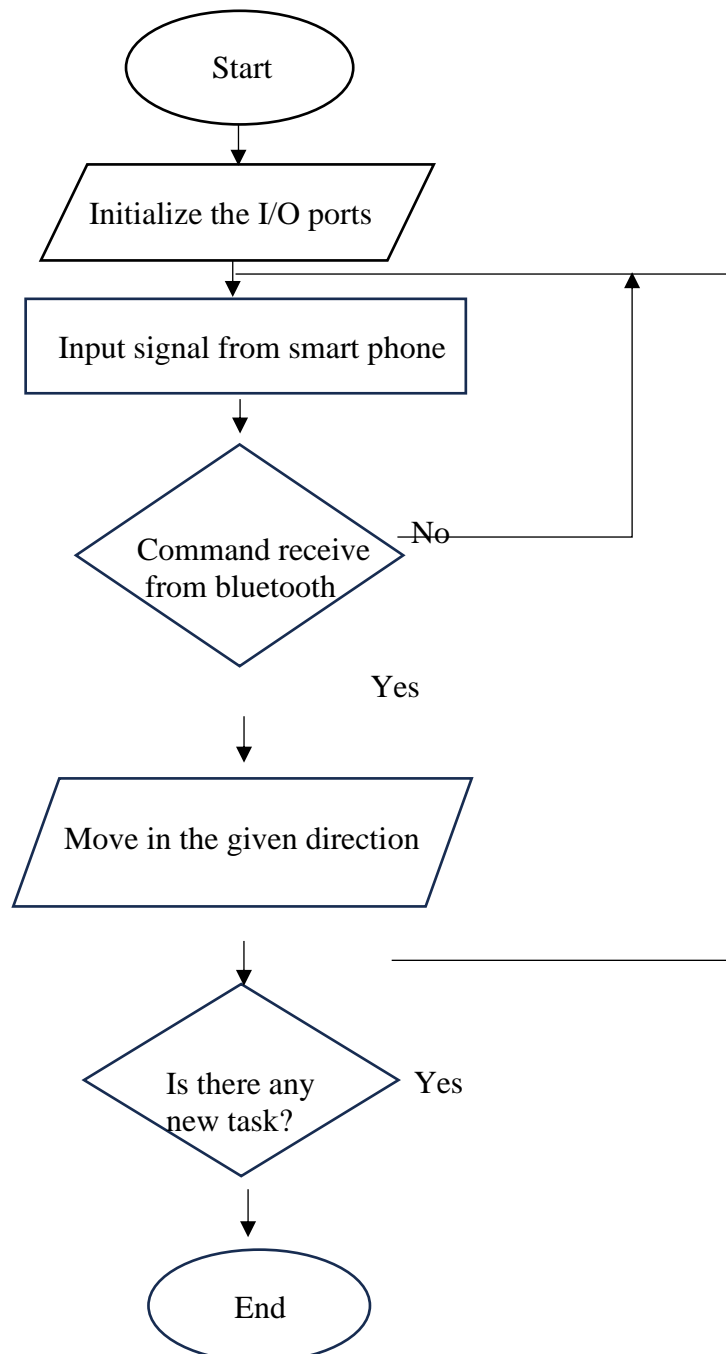 Start
Initialize the I/O ports
Input signal from smart phone
No
Command receive
from bluetooth
Yes
Move in the given direction
Is there any
Yes
new task?
End